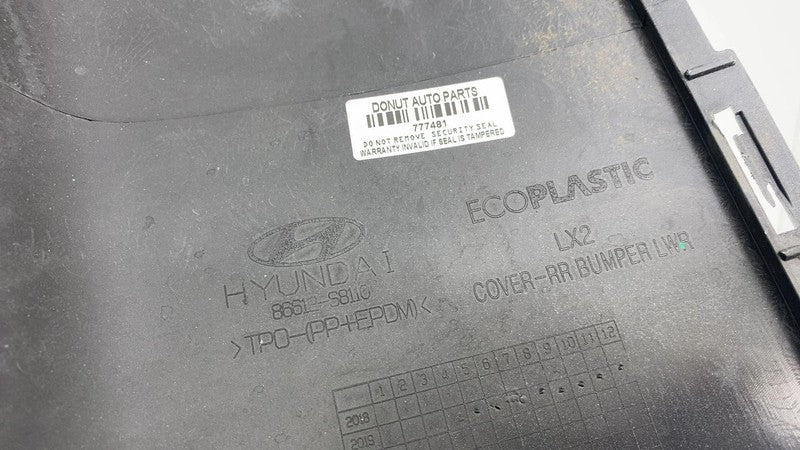 DONUT AUTO PARTS
777481
DO NOT REMOVE SECURITY SEAL
WARRANTY INVALID IF SEAL IS TAMPERED
ECOPLASTIC
HYUNDAI
LX2
86612-S8110
COVER-RR BUMPER LWR
>TPO-(PP+EPDM)<
1 2 3 4 5 6 7 8 9 10 11 12
2018
2019